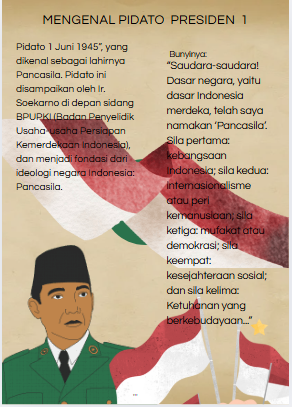 MENGENAL PIDATO PRESIDEN 1
Pidato 1 Juni 1945”, yang
dikenal sebagai lahirnya
Pancasila. Pidato ini
disampaikan oleh Ir.
Soekarno di depan sidang
BPUPKI (Badan Penyelidik
Usaha-usaha Persiapan
Kemerdekaan Indonesia),
dan menjadi fondasi dari
ideologi negara Indonesia:
Pancasila.
Bunyinya:
“Saudara-saudara!
Dasar negara, yaitu
dasar Indonesia
merdeka, telah saya
namakan ‘Pancasila’.
Sila pertama:
kebangsaan
Indonesia; sila kedua:
internasionalisme
atau peri
kemanusiaan; sila
ketiga: mufakat atau
demokrasi; sila
keempat:
kesejahteraan sosial;
dan sila kelima:
Ketuhanan yang
berkebudayaan...”